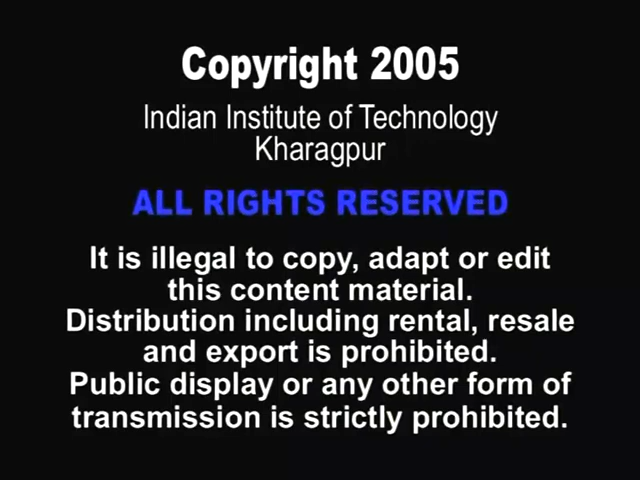 Copyright 2005
Indian Institute of Technology
Kharagpur
ALL RIGHTS RESERVED
It is illegal to copy, adapt or edit
this content material.
Distribution including rental, resale
and export is prohibited.
Public display or any other form of
transmission is strictly prohibited.